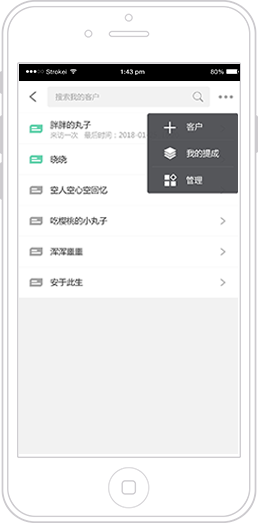 Strokei
1:43 pm
80%
搜索我的客户
胖胖的丸子
来访一次 最后时间：2018-01
客户
晓晓
我的提成
管理
空人空心空回忆
吃樱桃的小丸子
浑浑噩噩
安于此生